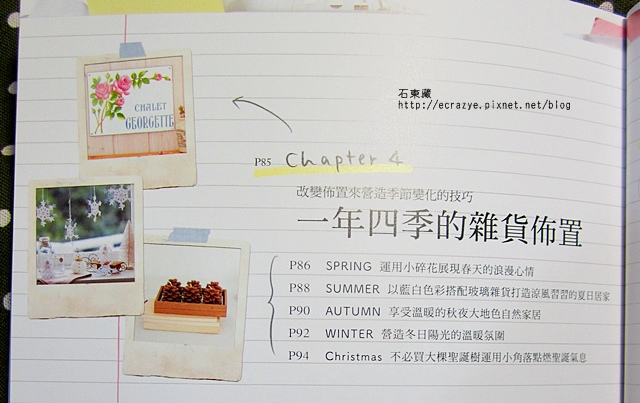 石東藏
http://ecrazye.pixnet.net/blog
CHALET
GEORGETTE
P85 Chapter 4
改變佈置來營造季節變化的技巧
一年四季的雜貨佈置
P86 SPRING 運用小碎花展現春天的浪漫心情
P88 SUMMER 以藍白色彩搭配玻璃雜貨打造涼風習習的夏日居家
P90 AUTUMN 享受溫暖的秋夜大地色自然家居
P92 WINTER 營造冬日陽光的溫暖氛圍
P94 Christmas 不必買大棵聖誕樹運用小角落點燃聖誕氣息